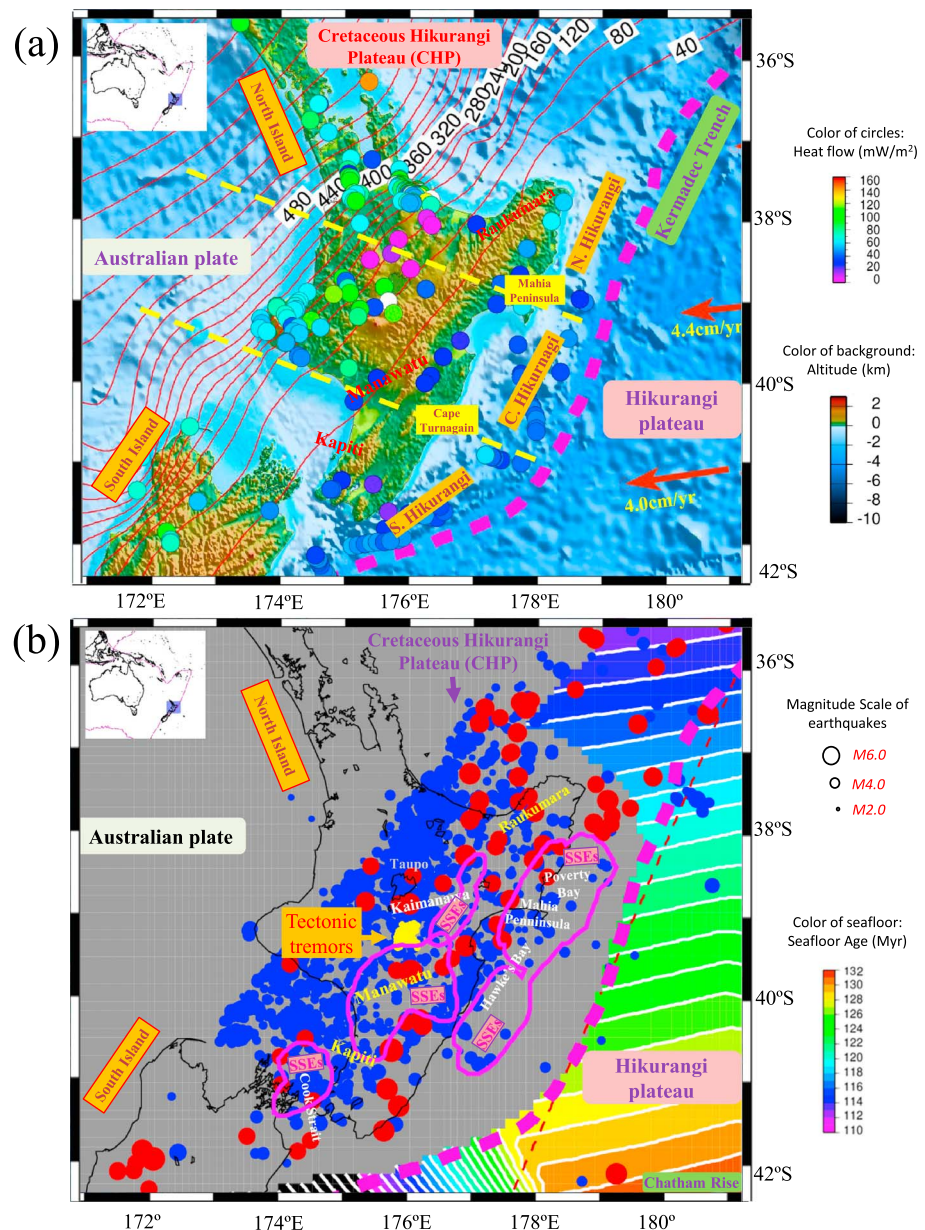 (a)
Cretaceous Hikurangi
Plateau (CHP)
North Island
480
440
400
360
320
280
240
200
160
120
80
40
36ºS
Kermadec Trench
Color of circles:
Heat flow (mW/m²)
160
140
120
100
80
60
40
20
0
38ºS
Raukumara
N. Hikurangi
Australian plate
Mahia
Peninsula
4.4cm/yr
Color of background:
Altitude (km)
2
0
-2
-4
-6
-8
-10
Manawatu
C. Hikurnagi
40ºS
Hikurangi
plateau
Cape
Turnagain
Kapiti
South Island
S. Hikurangi
4.0cm/yr
42ºS
172ºE
174ºE
176ºE
178ºE
180º
(b)
Cretaceous Hikurangi
Plateau (CHP)
36ºS
North Island
Magnitude Scale of
earthquakes
M6.0
M4.0
M2.0
Raukumara
Australian plate
38ºS
Taupo
SSEs
Poverty
Bay
Kaimanawa
SSEs
Mahia
Penninsula
Tectonic
tremors
Color of seafloor:
Seafloor Age (Myr)
132
130
128
126
124
122
120
118
116
114
112
110
Hawke's Bay
Manawatu
SSEs
40ºS
SSEs
Kapiti
SSEs
South Island
Cook Strait
Hikurangi
plateau
42ºS
Chatham Rise
172º
174ºE
176ºE
178ºE
180º